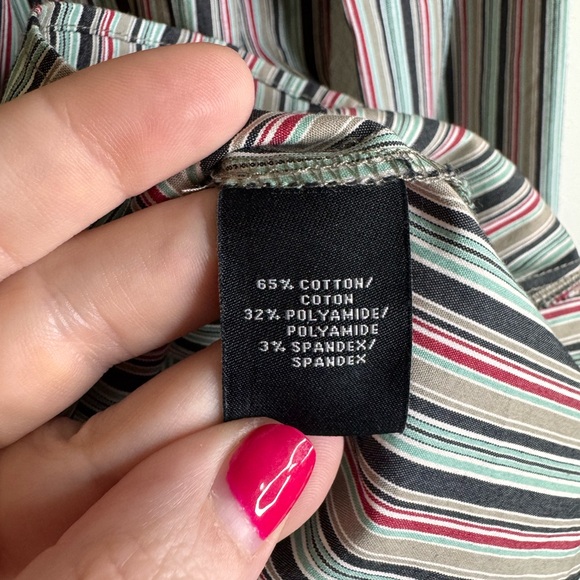 65% COTTON/
COTON
32% POLYAMIDE/
POLYAMIDE
3% SPANDEX/
SPANDEX